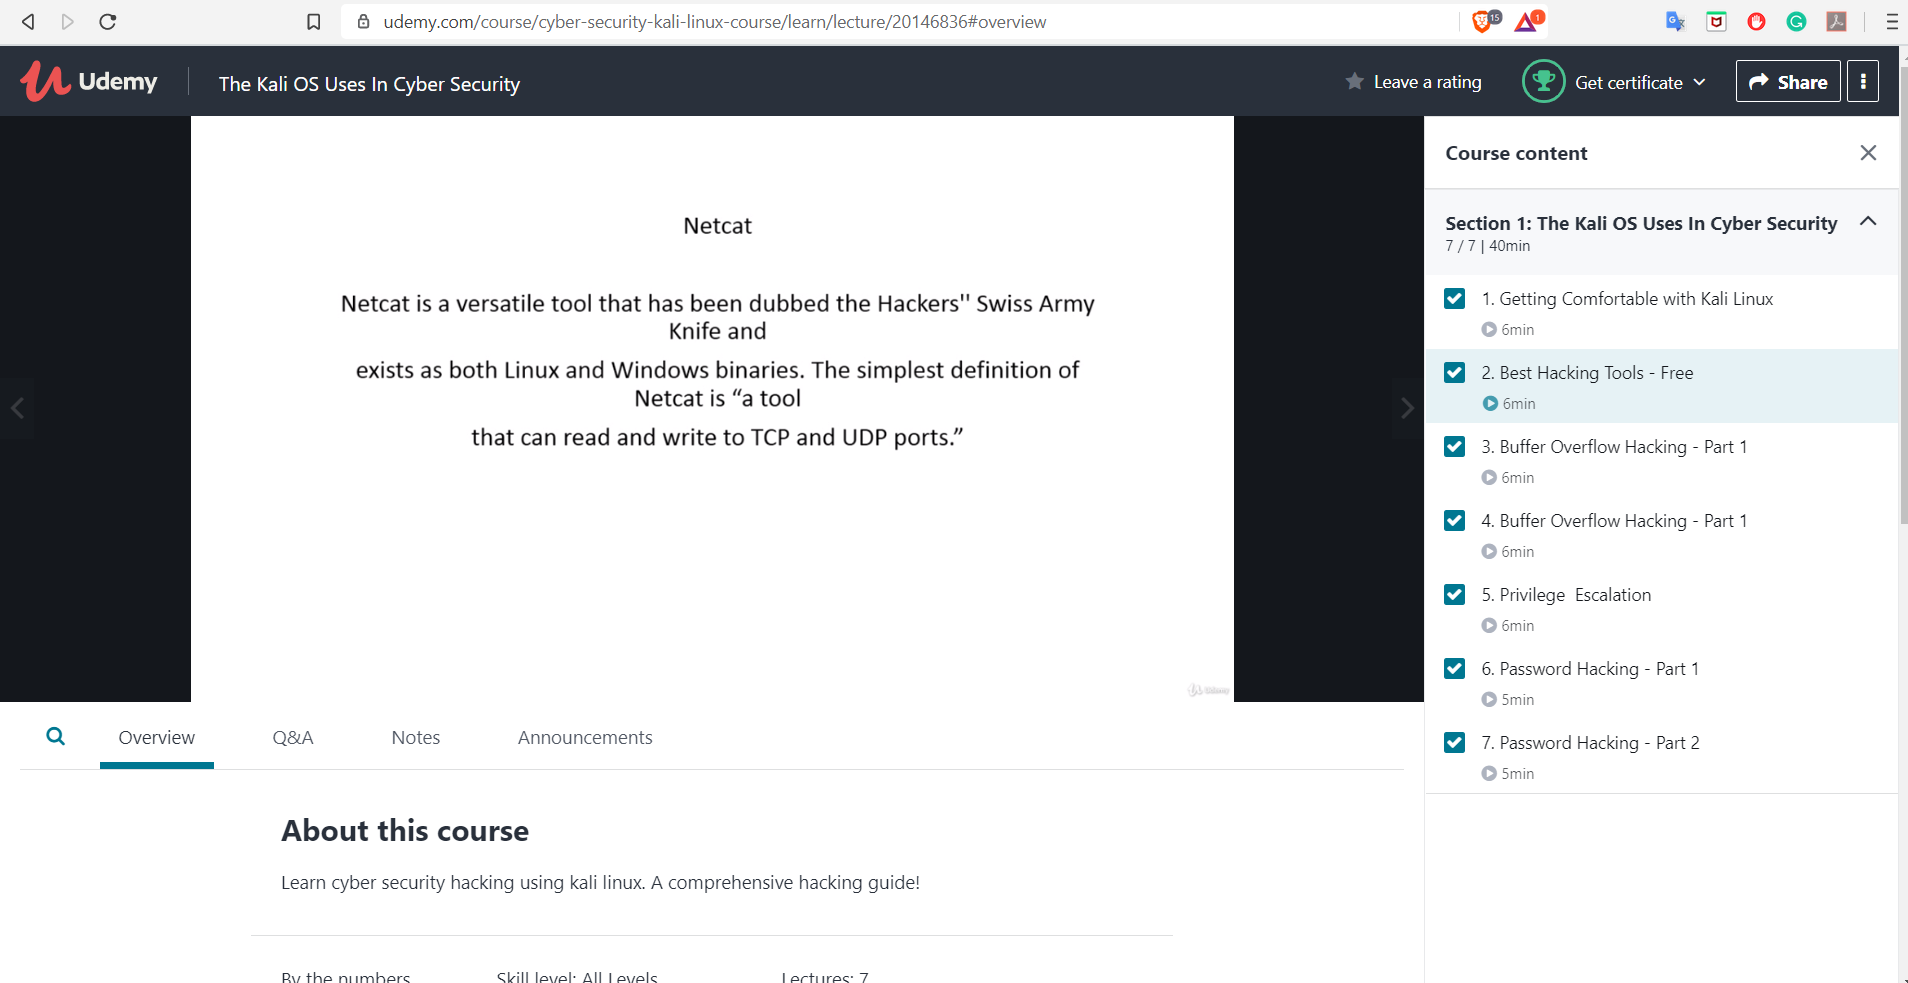 udemy.com/course/cyber-security-kali-linux-course/learn/lecture/20146836#overview
15
1
Udemy
The Kali OS Uses In Cyber Security
Leave a rating
Get certificate
Share
Netcat
Netcat is a versatile tool that has been dubbed the Hackers'' Swiss Army
Knife and
exists as both Linux and Windows binaries. The simplest definition of
Netcat is “a tool
that can read and write to TCP and UDP ports.”
Udemy
Course content
Section 1: The Kali OS Uses In Cyber Security
7 / 7 | 40min
1. Getting Comfortable with Kali Linux
6min
2. Best Hacking Tools - Free
6min
3. Buffer Overflow Hacking - Part 1
6min
4. Buffer Overflow Hacking - Part 1
6min
5. Privilege  Escalation
6min
6. Password Hacking - Part 1
5min
7. Password Hacking - Part 2
5min
Overview
Q&A
Notes
Announcements
About this course
Learn cyber security hacking using kali linux. A comprehensive hacking guide!
By the numbers
Skill level: All Levels
Lectures: 7